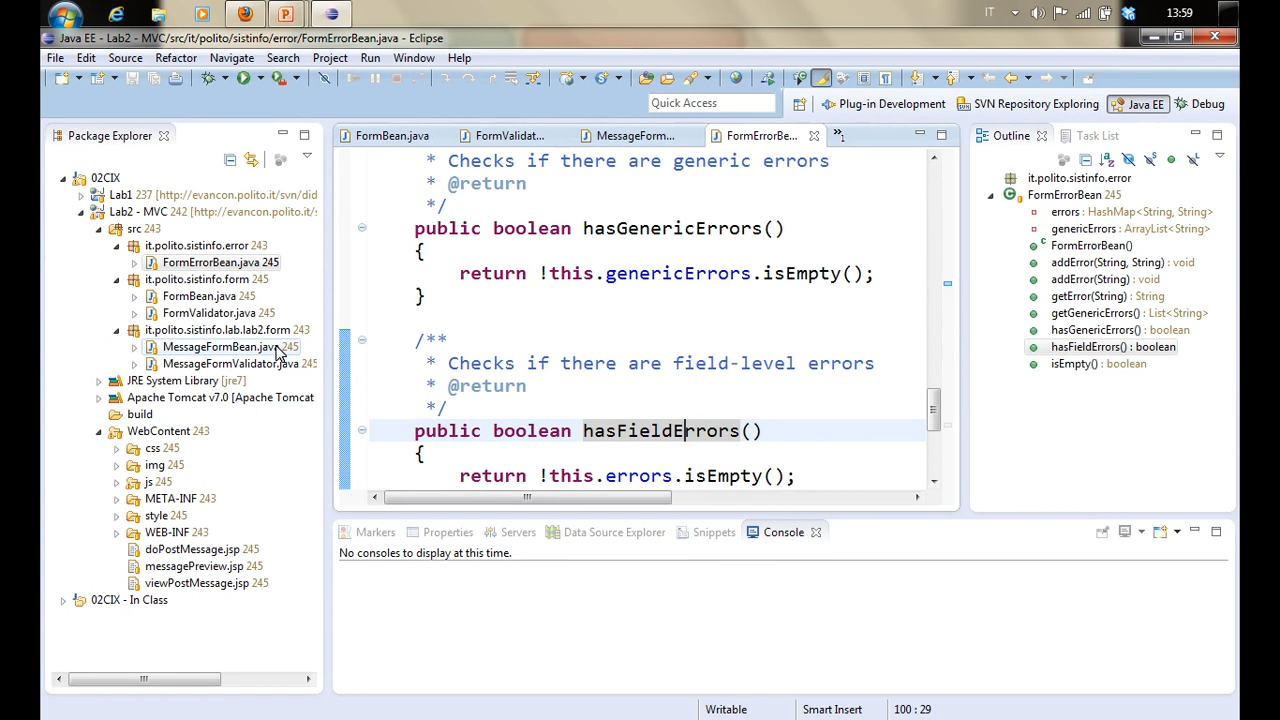 IT
13:59
Java EE - Lab2 - MVC/src/it/polito/sistinfo/error/FormErrorBean.java - Eclipse
File Edit Source Refactor Navigate Search Project Run Window Help
Quick Access
Plug-in Development
SVN Repository Exploring
Java EE
Debug
Package Explorer
02CIX
Lab1 237 [http://evancon.polito.it/svn/did
Lab2 - MVC 242 [http://evancon.polito.it/s
src 243
it.polito.sistinfo.error 243
FormErrorBean.java 245
it.polito.sistinfo.form 245
FormBean.java 245
FormValidator.java 245
it.polito.sistinfo.lab.lab2.form 243
MessageFormBean.java 245
MessageFormValidator.java 245
JRE System Library [jre7]
Apache Tomcat v7.0 [Apache Tomcat
build
WebContent 243
css 245
img 245
js 245
META-INF 243
style 245
WEB-INF 243
doPostMessage.jsp 245
messagePreview.jsp 245
viewPostMessage.jsp 245
02CIX - In Class
FormBean.java
FormValidat...
MessageForm...
FormErrorBe...
»1
* Checks if there are generic errors
* @return
*/
public boolean hasGenericErrors()
{
return !this.genericErrors.isEmpty();
}
/**
* Checks if there are field-level errors
* @return
*/
public boolean hasFieldErrors()
{
return !this.errors.isEmpty();
Outline
Task List
it.polito.sistinfo.error
FormErrorBean 245
errors : HashMap<String, String>
genericErrors : ArrayList<String>
FormErrorBean()
addError(String, String) : void
addError(String) : void
getError(String) : String
getGenericErrors() : List<String>
hasGenericErrors() : boolean
hasFieldErrors() : boolean
isEmpty() : boolean
Markers
Properties
Servers
Data Source Explorer
Snippets
Console
No consoles to display at this time.
Writable
Smart Insert
100 : 29